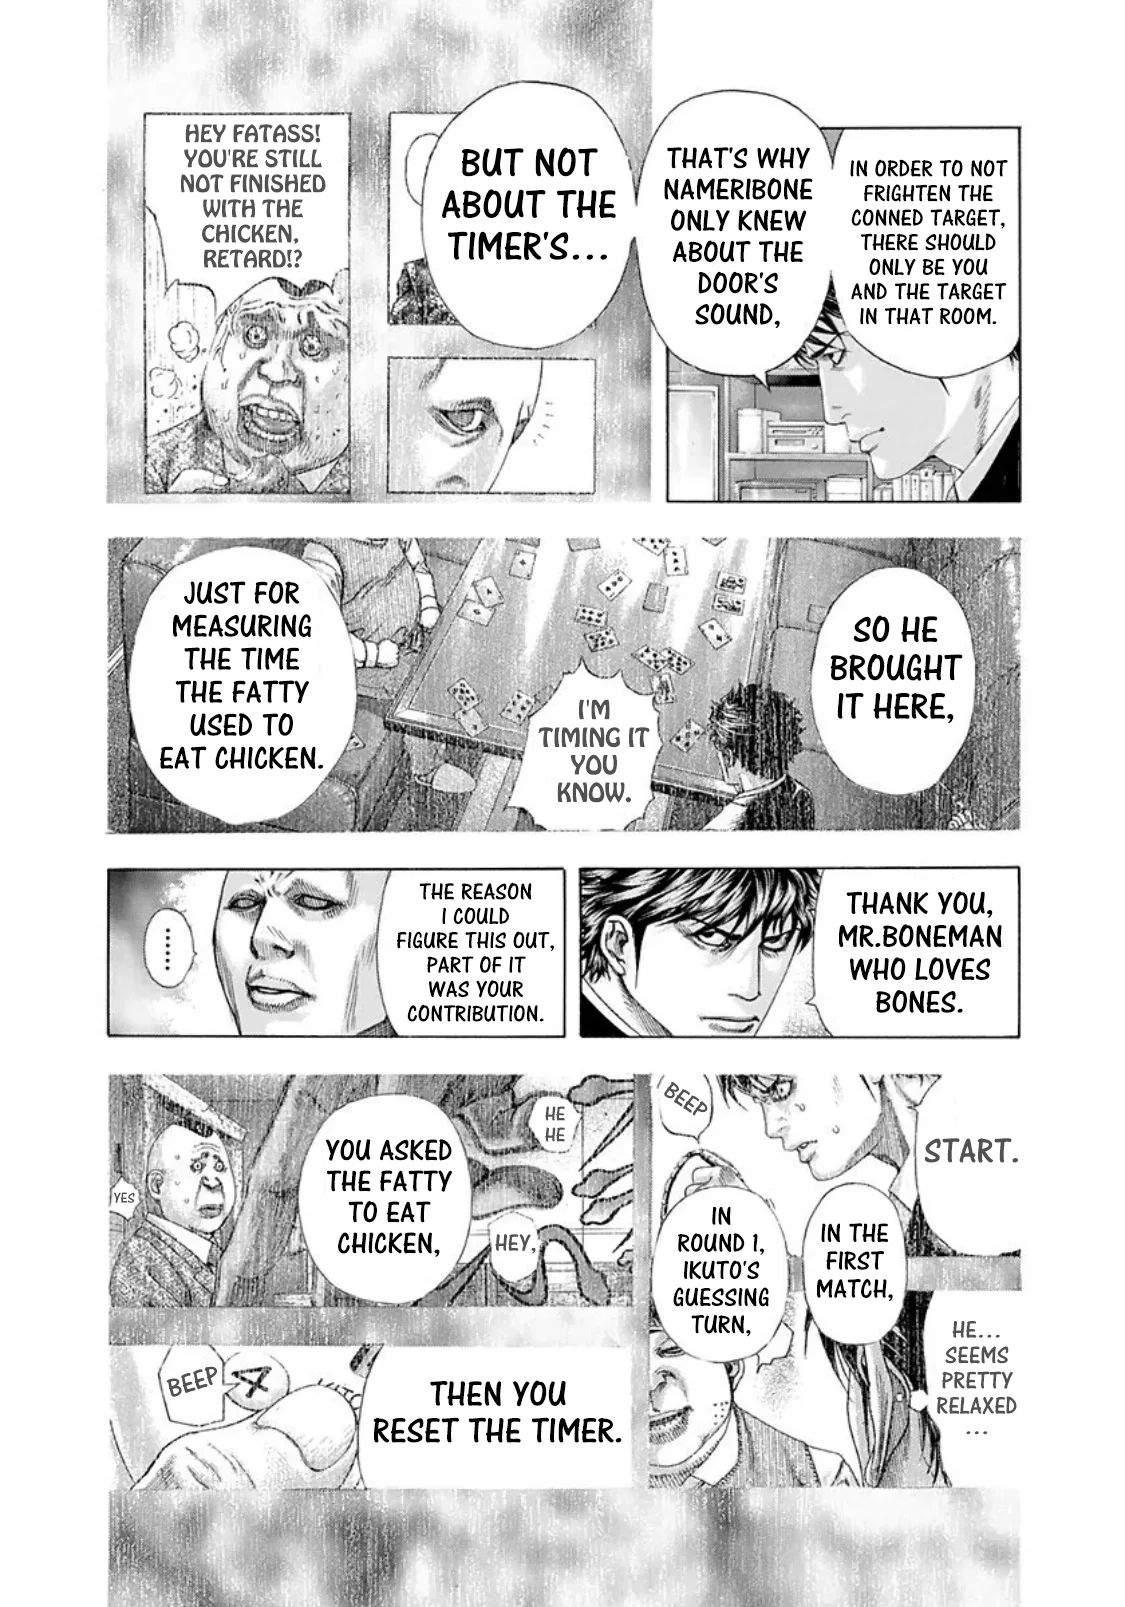 IN ORDER TO NOT
FRIGHTEN THE
CONNED TARGET,
THERE SHOULD
ONLY BE YOU
AND THE TARGET
IN THAT ROOM.
THAT'S WHY
NAMERIBONE
ONLY KNEW
ABOUT THE
DOOR'S
SOUND,
BUT NOT
ABOUT THE
TIMER'S...
HEY FATASS!
YOU'RE STILL
NOT FINISHED
WITH THE
CHICKEN,
RETARD!?
SO HE
BROUGHT
IT HERE,
I'M
TIMING IT
YOU
KNOW.
JUST FOR
MEASURING
THE TIME
THE FATTY
USED TO
EAT CHICKEN.
THANK YOU,
MR.BONEMAN
WHO LOVES
BONES.
THE REASON
I COULD
FIGURE THIS OUT,
PART OF IT
WAS YOUR
CONTRIBUTION.
......
START.
BEEP
IN THE
FIRST
MATCH,
IN
ROUND 1,
IKUTO'S
GUESSING
TURN,
HE...
SEEMS
PRETTY
RELAXED
...
HE
HE
HEY,
YOU ASKED
THE FATTY
TO EAT
CHICKEN,
YES
THEN YOU
RESET THE TIMER.
BEEP